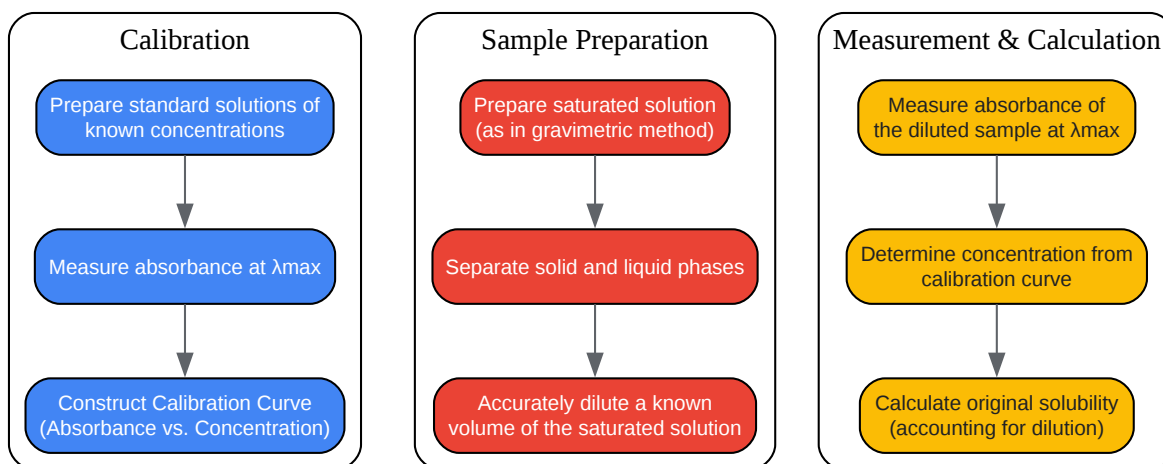 Calibration
Prepare standard solutions of
known concentrations
Measure absorbance at λmax
Construct Calibration Curve
(Absorbance vs. Concentration)
Sample Preparation
Prepare saturated solution
(as in gravimetric method)
Separate solid and liquid phases
Accurately dilute a known
volume of the saturated solution
Measurement & Calculation
Measure absorbance of
the diluted sample at λmax
Determine concentration from
calibration curve
Calculate original solubility
(accounting for dilution)